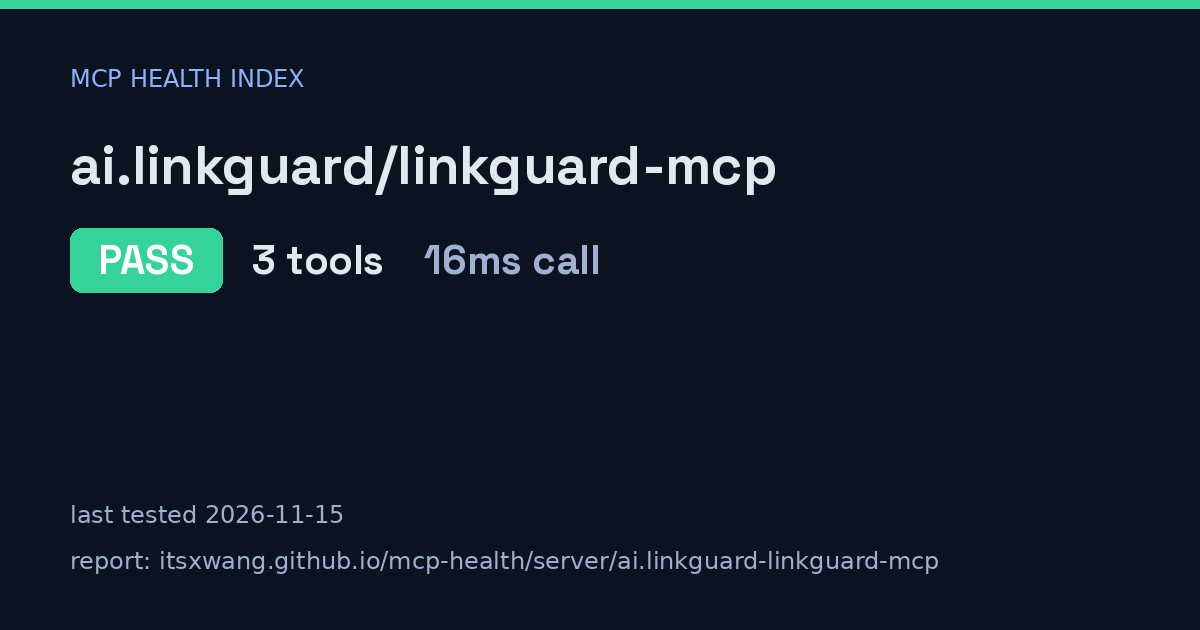 MCP HEALTH INDEX
ai.linkguard/linkguard-mcp
PASS 3 tools 16ms call
last tested 2026-11-15
report: itsxwang.github.io/mcp-health/server/ai.linkguard-linkguard-mcp